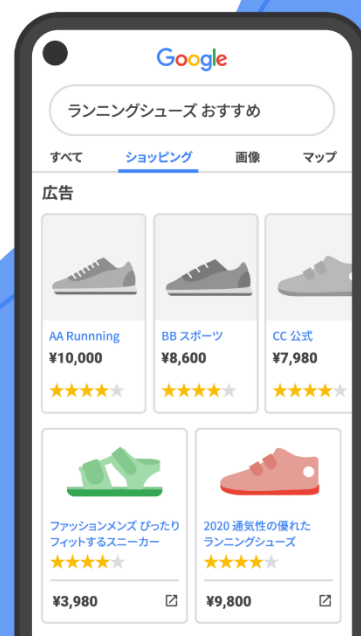 Google
ランニングシューズ おすすめ
すべて ショッピング 画像 マップ
広告
AA Runnning BB スポーツ CC 公式
¥10,000 ¥8,600 ¥7,980
ファッションメンズ ぴったり
フィットするスニーカー
2020 通気性の優れた
ランニングシューズ
¥3,980 ¥9,800